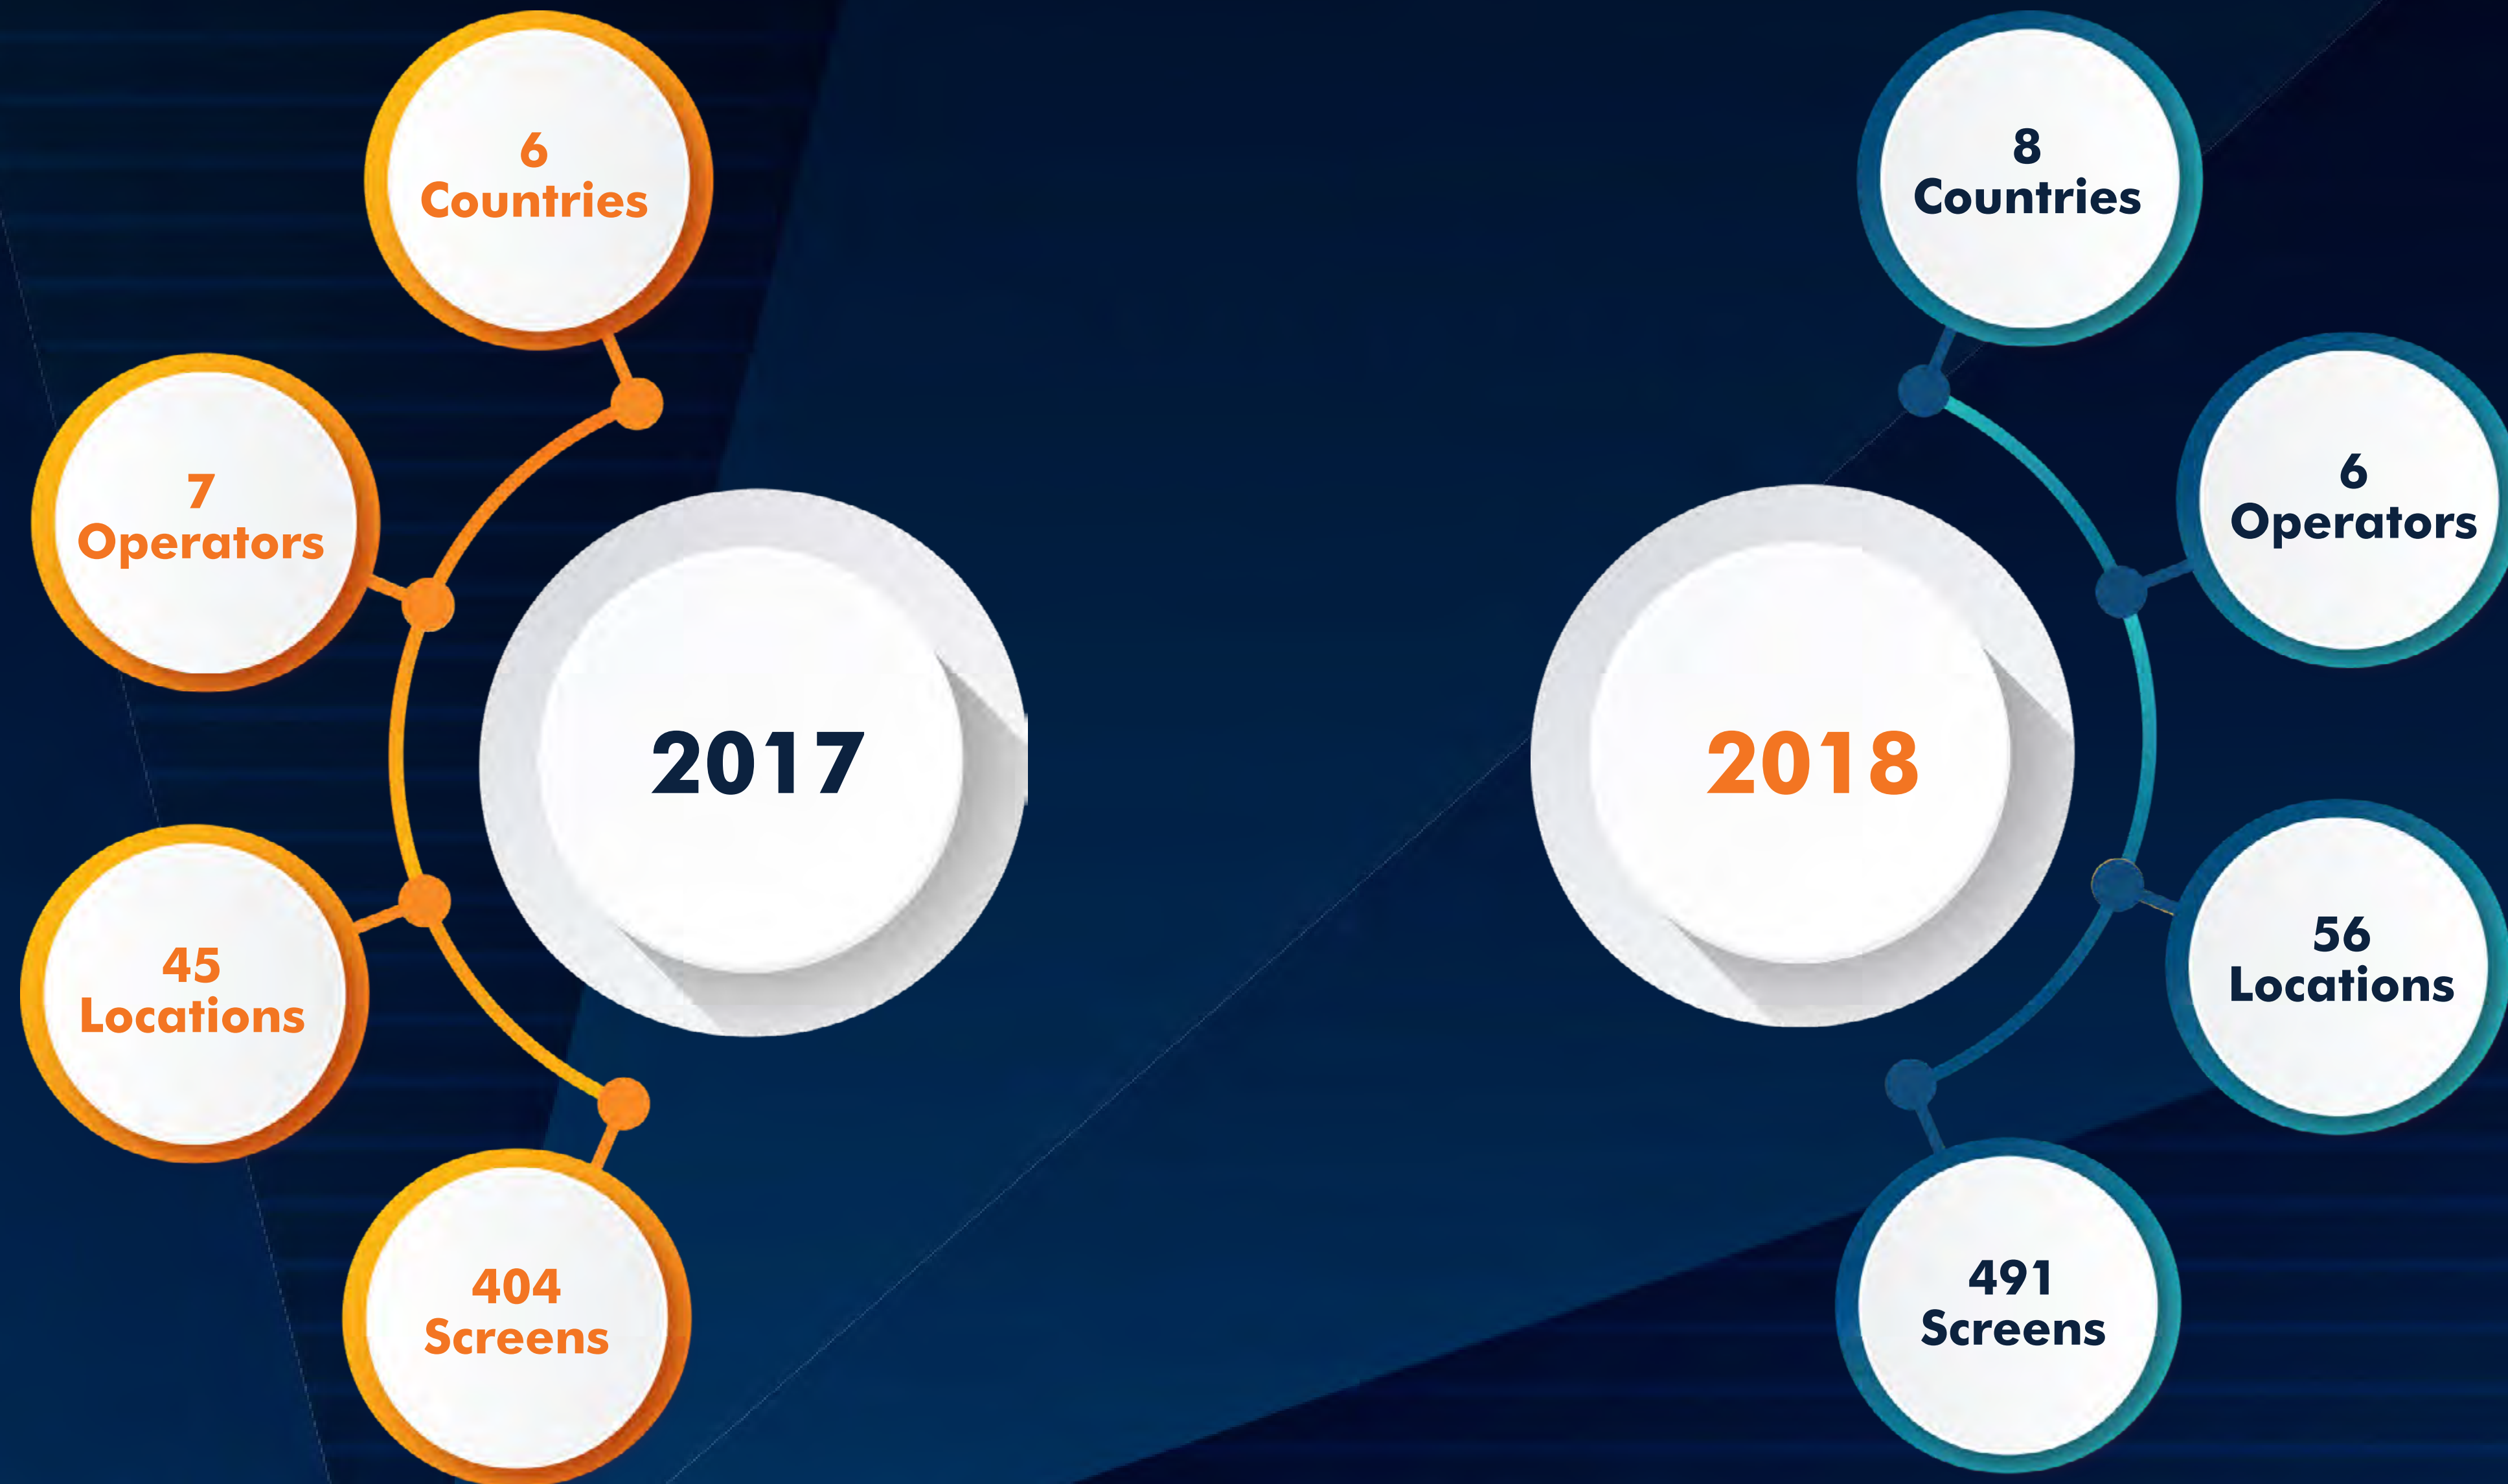 6
Countries
7
Operators
2017
45
Locations
404
Screens
8
Countries
6
Operators
2018
56
Locations
491
Screens